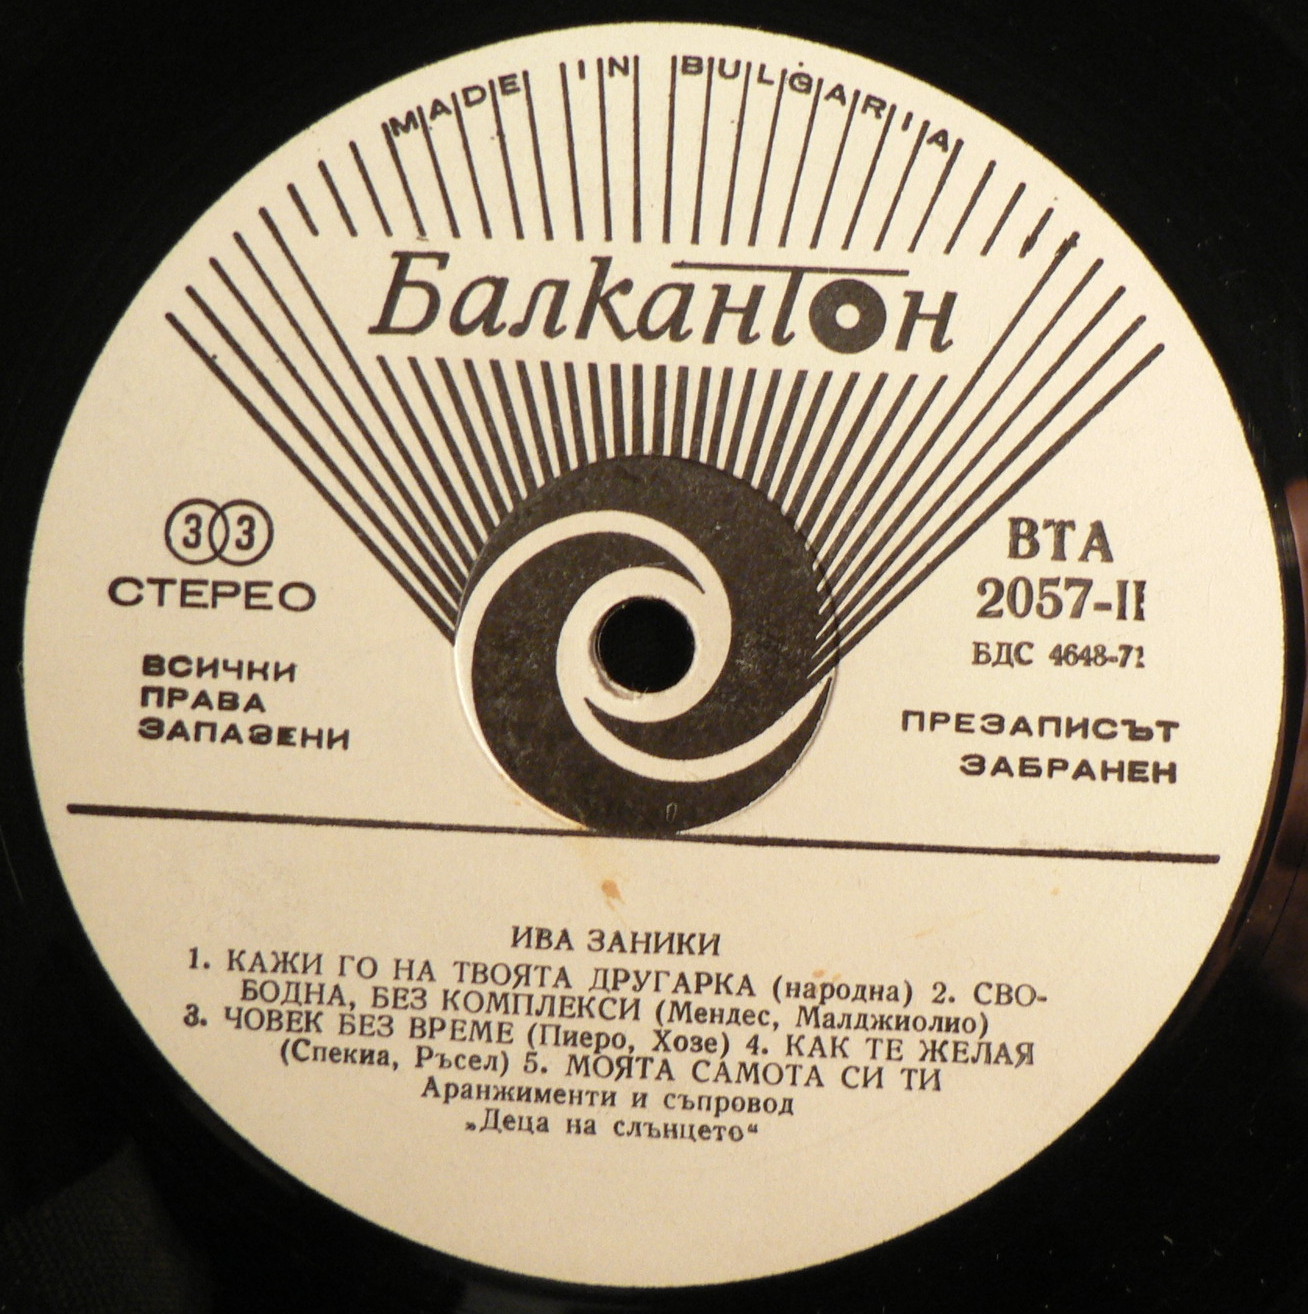 MADE IN BULGARIA
Балкантон
33
СТЕРЕО
ВСИЧКИ
ПРАВА
ЗАПАЗЕНИ
ВТА
2057-II
БДС 4648-71
ПРЕЗАПИСЪТ
ЗАБРАНЕН
ИВА ЗАНИКИ
1. КАЖИ ГО НА ТВОЯТА ДРУГАРКА (народна) 2. СВО-
БОДНА, БЕЗ КОМПЛЕКСИ (Мендес, Малджиолио)
3. ЧОВЕК БЕЗ ВРЕМЕ (Пиеро, Хозе) 4. КАК ТЕ ЖЕЛАЯ
(Спекиа, Ръсел) 5. МОЯТА САМОТА СИ ТИ
Аранжименти и съпровод
„Деца на слънцето“